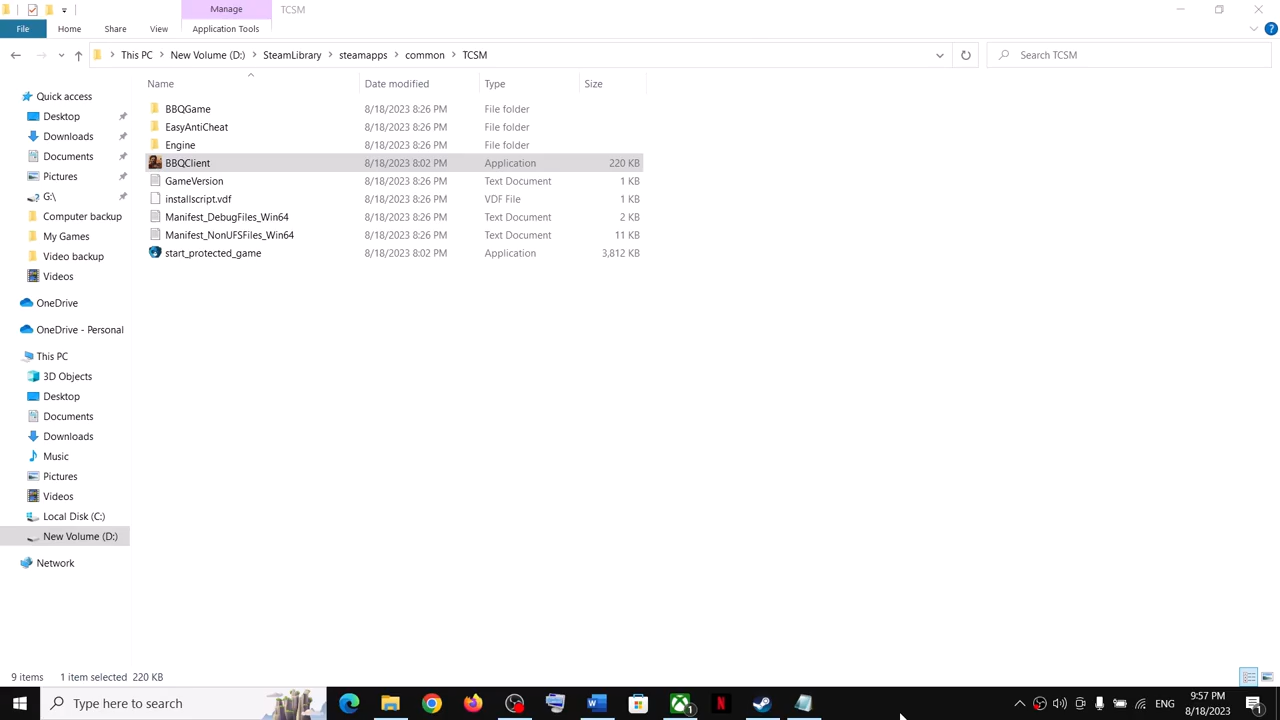 Manage
TCSM
File
Home
Share
View
Application Tools
This PC
New Volume (D:)
SteamLibrary
steamapps
common
TCSM
Search TCSM
Name
Date modified
Type
Size
Quick access
Desktop
Downloads
Documents
Pictures
G:\
Computer backup
My Games
Video backup
Videos
OneDrive
OneDrive - Personal
This PC
3D Objects
Desktop
Documents
Downloads
Music
Pictures
Videos
Local Disk (C:)
New Volume (D:)
Network
BBQGame 8/18/2023 8:26 PM File folder
EasyAntiCheat 8/18/2023 8:26 PM File folder
Engine 8/18/2023 8:26 PM File folder
BBQClient 8/18/2023 8:02 PM Application 220 KB
GameVersion 8/18/2023 8:26 PM Text Document 1 KB
installscript.vdf 8/18/2023 8:26 PM VDF File 1 KB
Manifest_DebugFiles_Win64 8/18/2023 8:26 PM Text Document 2 KB
Manifest_NonUFSFiles_Win64 8/18/2023 8:26 PM Text Document 11 KB
start_protected_game 8/18/2023 8:02 PM Application 3,812 KB
9 items
1 item selected 220 KB
Type here to search
1
ENG
9:57 PM
8/18/2023
1